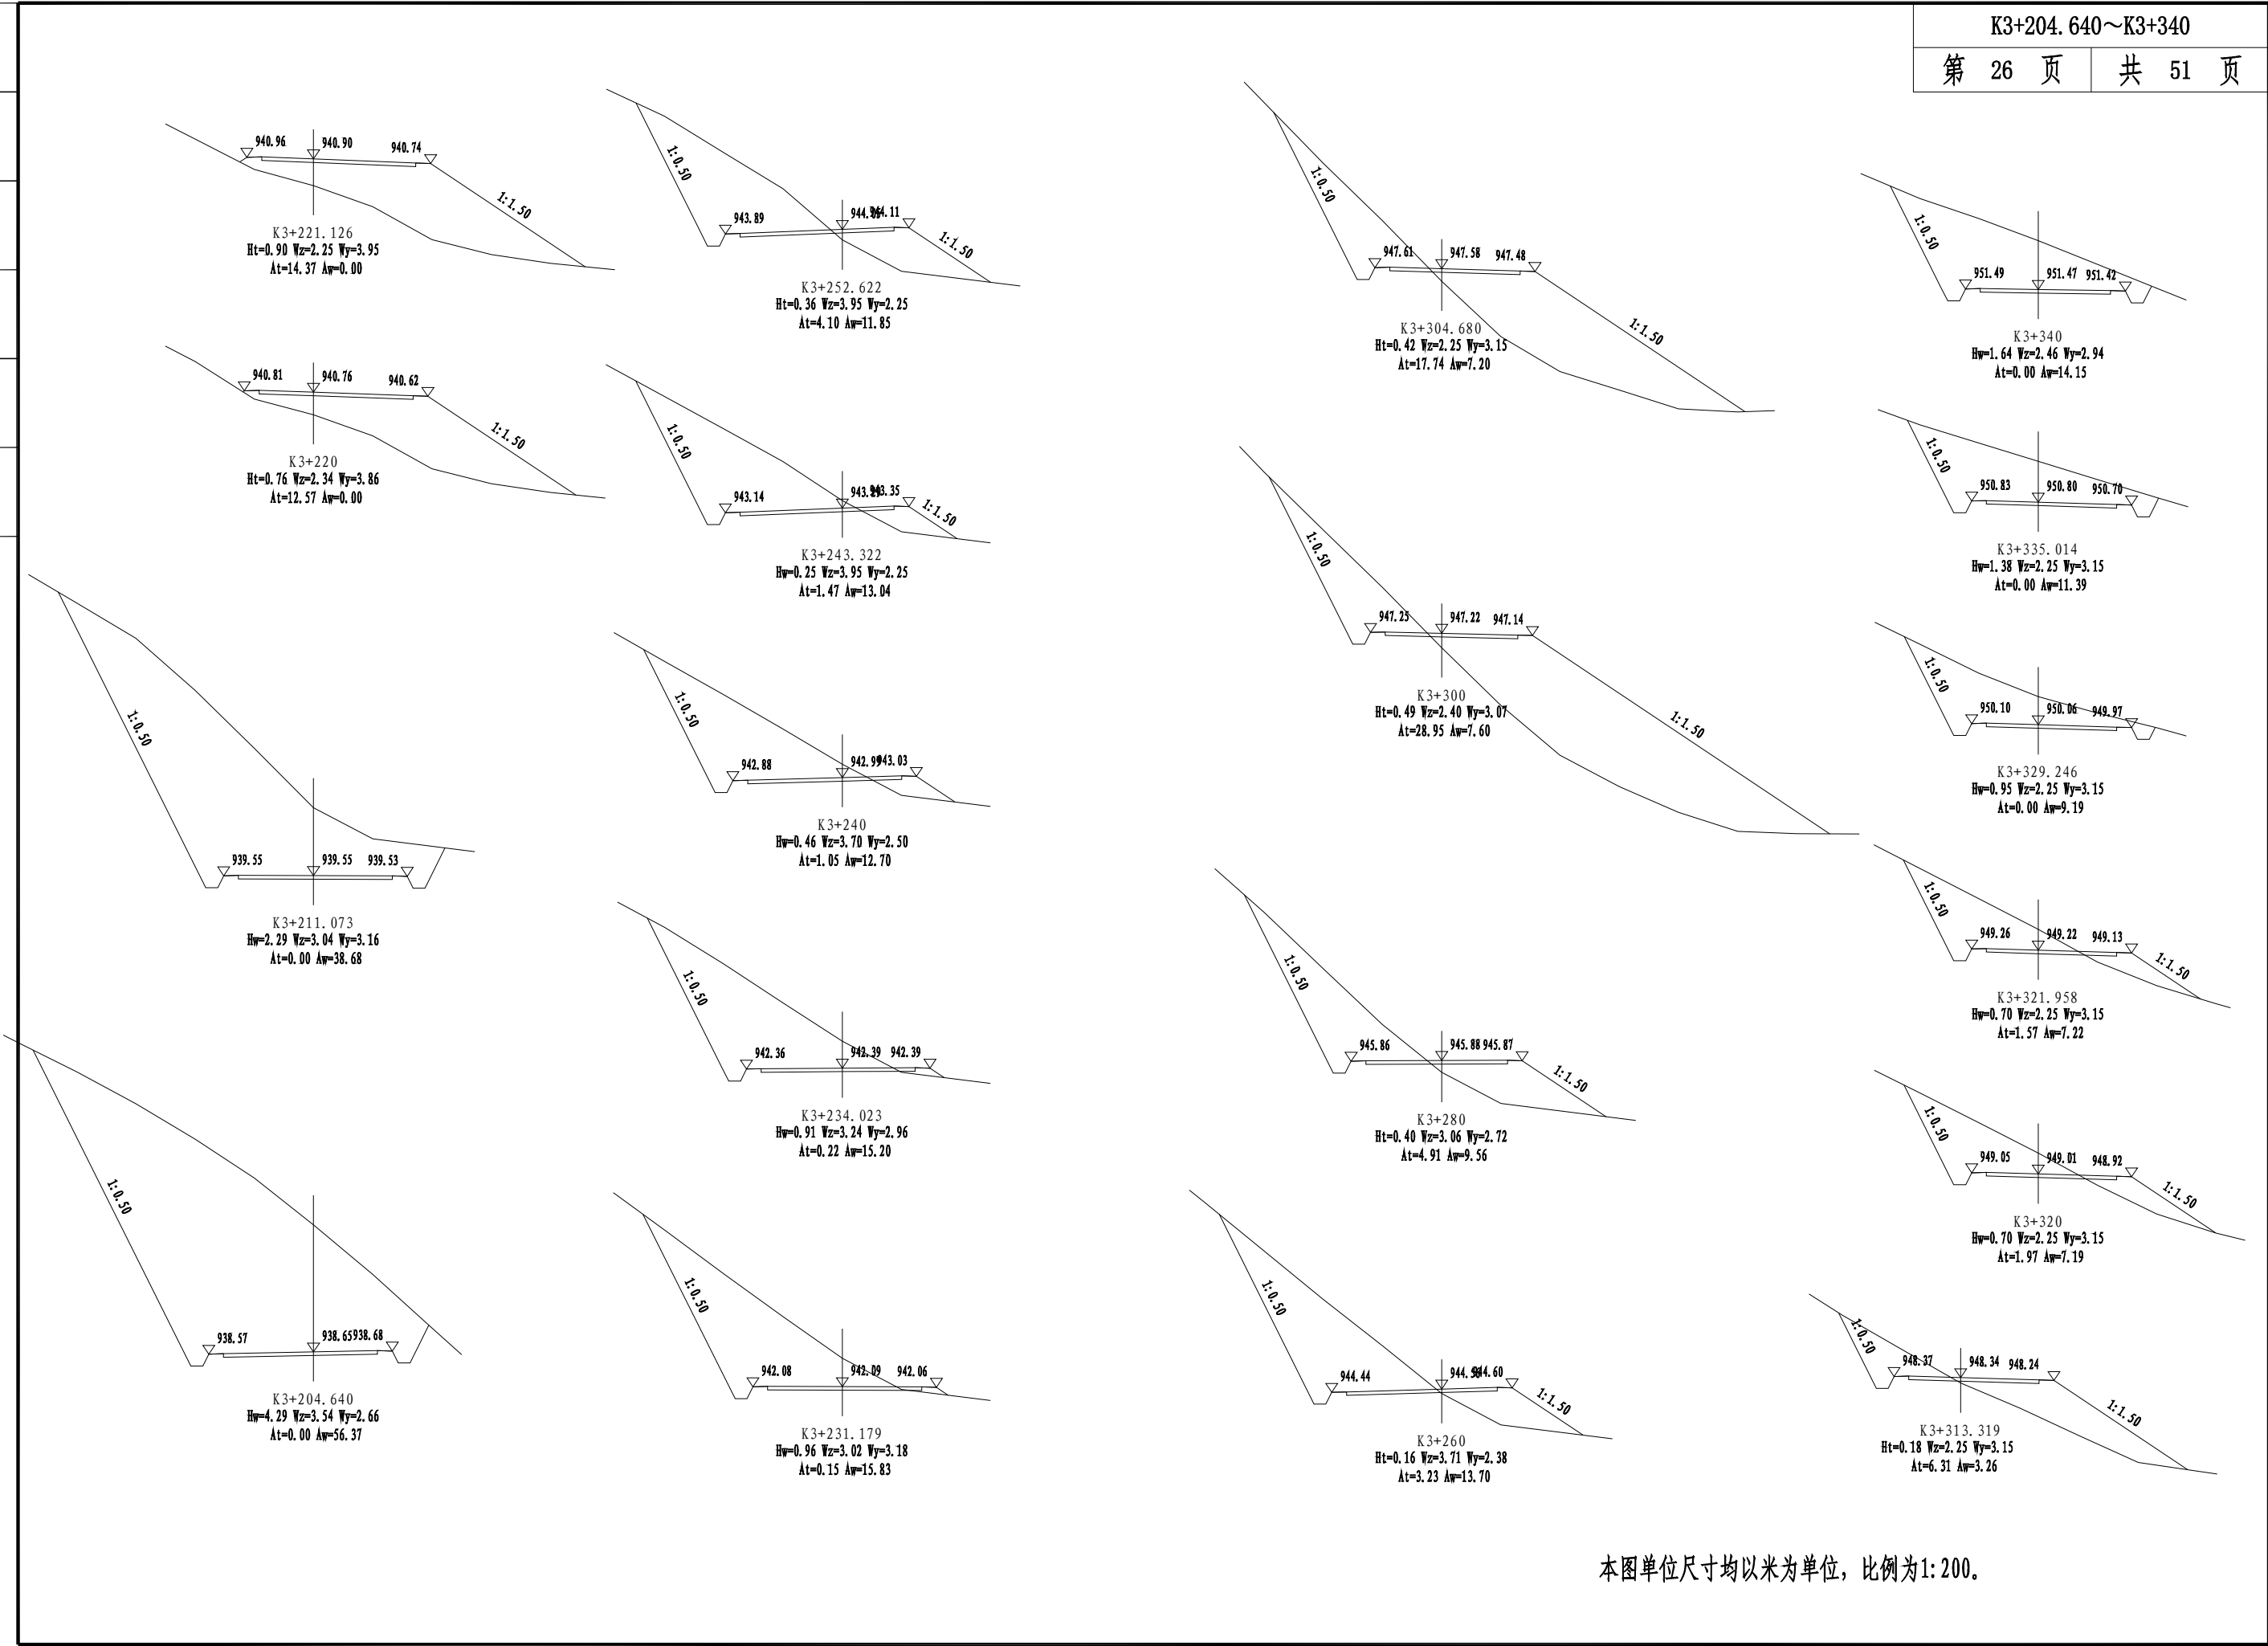 K3+204.640～K3+340
第 26 页 共 51 页
940.96 940.90 940.74
1:1.50
K3+221.126
Ht=0.90 Wz=2.25 Wy=3.95
At=14.37 Aw=0.00
940.81 940.76 940.62
1:1.50
K3+220
Ht=0.76 Wz=2.34 Wy=3.86
At=12.57 Aw=0.00
1:0.50
939.55 939.55 939.53
K3+211.073
Hw=2.29 Wz=3.04 Wy=3.16
At=0.00 Aw=38.68
1:0.50
938.57 938.65 938.68
K3+204.640
Hw=4.29 Wz=3.54 Wy=2.66
At=0.00 Aw=56.37
1:0.50
943.89 944.11
1:1.50
K3+252.622
Ht=0.36 Wz=3.95 Wy=2.25
At=4.10 Aw=11.85
1:0.50
943.14 943.35
1:1.50
K3+243.322
Hw=0.25 Wz=3.95 Wy=2.25
At=1.47 Aw=13.04
1:0.50
942.88 942.99 943.03
K3+240
Hw=0.46 Wz=3.70 Wy=2.50
At=1.05 Aw=12.70
1:0.50
942.36 942.39 942.39
K3+234.023
Hw=0.91 Wz=3.24 Wy=2.96
At=0.22 Aw=15.20
1:0.50
942.08 942.09 942.06
K3+231.179
Hw=0.96 Wz=3.02 Wy=3.18
At=0.15 Aw=15.83
1:0.50
947.61 947.58 947.48
1:1.50
K3+304.680
Ht=0.42 Wz=2.25 Wy=3.15
At=17.74 Aw=7.20
1:0.50
947.25 947.22 947.14
1:1.50
K3+300
Ht=0.49 Wz=2.40 Wy=3.07
At=28.95 Aw=7.60
1:0.50
945.86 945.88 945.87
1:1.50
K3+280
Ht=0.40 Wz=3.06 Wy=2.72
At=4.91 Aw=9.56
1:0.50
944.44 944.60
1:1.50
K3+260
Ht=0.16 Wz=3.71 Wy=2.38
At=3.23 Aw=13.70
1:0.50
951.49 951.47 951.42
K3+340
Hw=1.64 Wz=2.46 Wy=2.94
At=0.00 Aw=14.15
1:0.50
950.83 950.80 950.70
K3+335.014
Hw=1.38 Wz=2.25 Wy=3.15
At=0.00 Aw=11.39
1:0.50
950.10 950.06 949.97
K3+329.246
Hw=0.95 Wz=2.25 Wy=3.15
At=0.00 Aw=9.19
1:0.50
949.26 949.22 949.13
1:1.50
K3+321.958
Hw=0.70 Wz=2.25 Wy=3.15
At=1.57 Aw=7.22
1:0.50
949.05 949.01 948.92
1:1.50
K3+320
Hw=0.70 Wz=2.25 Wy=3.15
At=1.97 Aw=7.19
1:0.50
948.37 948.34 948.24
1:1.50
K3+313.319
Ht=0.18 Wz=2.25 Wy=3.15
At=6.31 Aw=3.26
本图单位尺寸均以米为单位，比例为1:200。